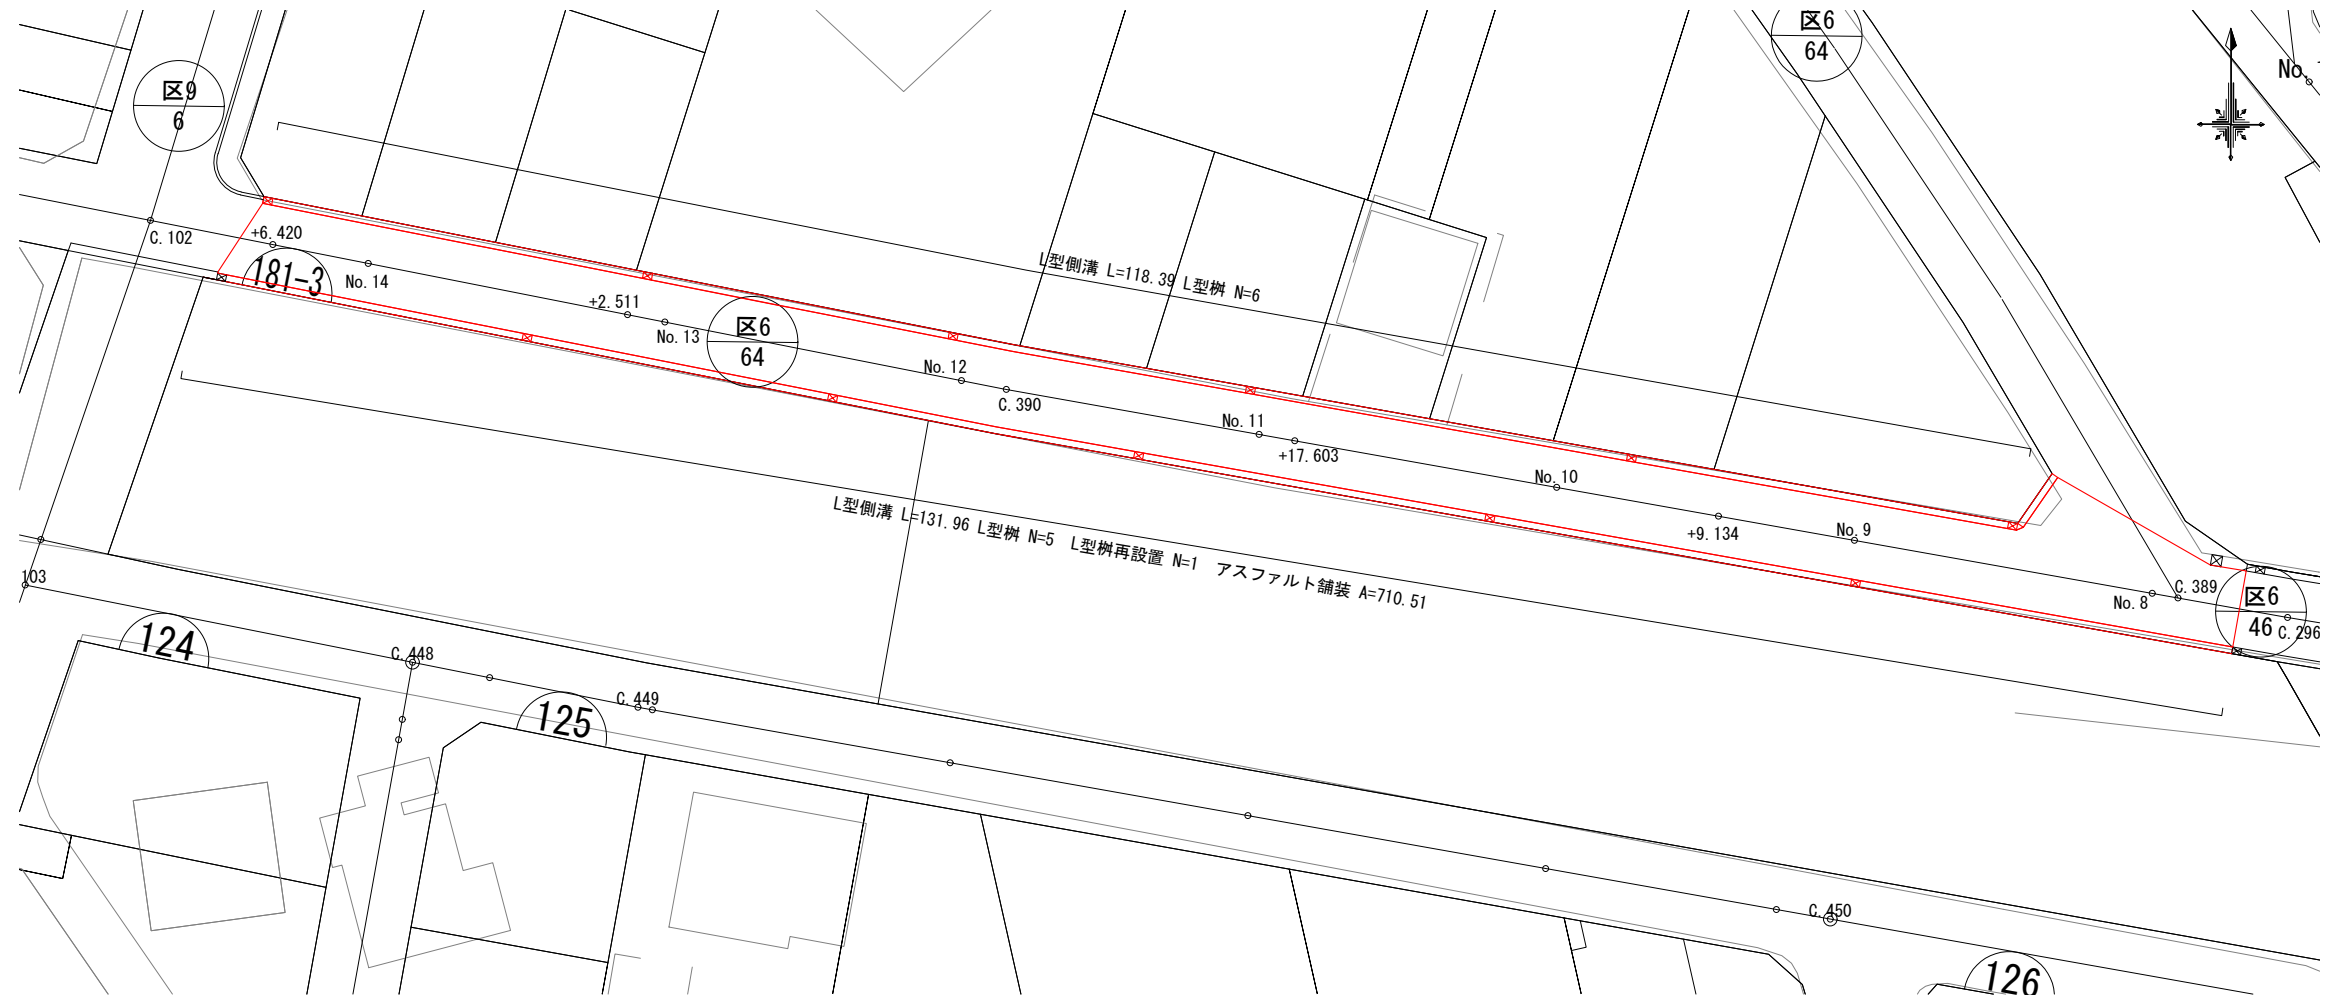 区6
64
No.
区9
6
C.102
+6.420
181-3
No.14
+2.511
No.13
区6
64
L型側溝 L=118.39 L型桝 N=6
No.12
C.390
No.11
+17.603
No.10
+9.134
No.9
No.8
C.389
区6
46
C.296
L型側溝 L=131.96 L型桝 N=5 L型桝再設置 N=1 アスファルト舗装 A=710.51
103
124
C.448
C.449
125
C.450
126